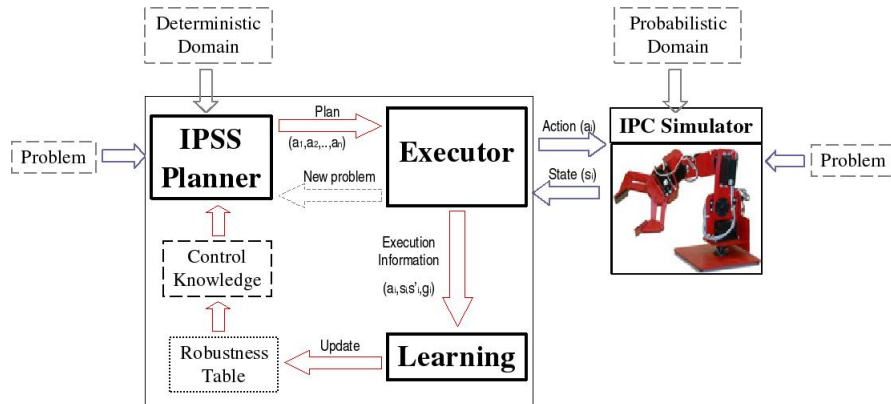 Deterministic
Domain
Probabilistic
Domain
Problem
IPSS
Planner
Plan
(a₁,a₂,..,aₙ)
New problem
Executor
Action (aᵢ)
State (sᵢ)
IPC Simulator
Problem
Control
Knowledge
Execution
Information
(aᵢ,sᵢs'ᵢ,gᵢ)
Robustness
Table
Update
Learning